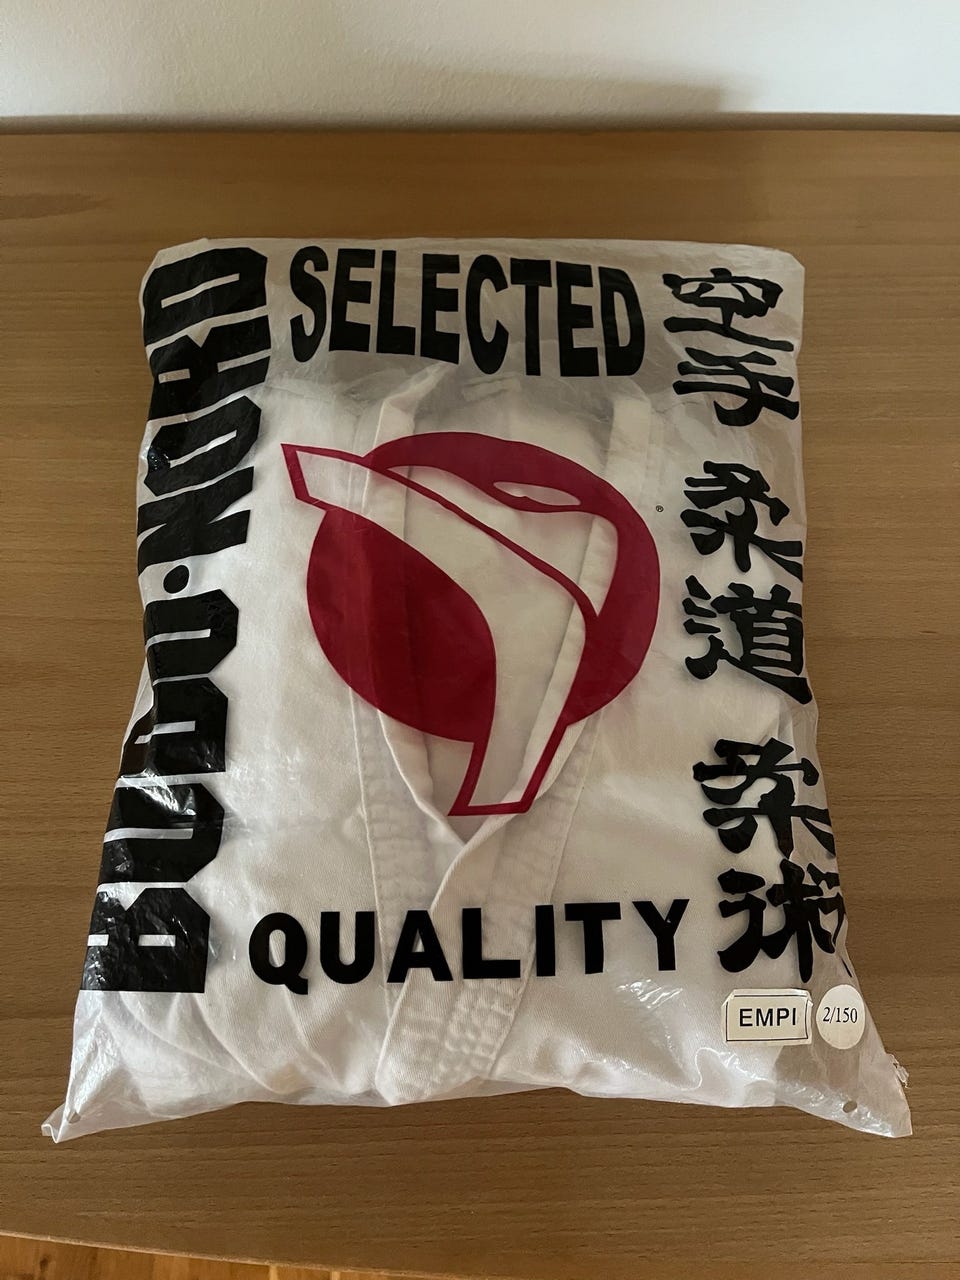 SELECTED
BUDO·NORD
空手
柔道
柔術
®
QUALITY
EMPI
2/150